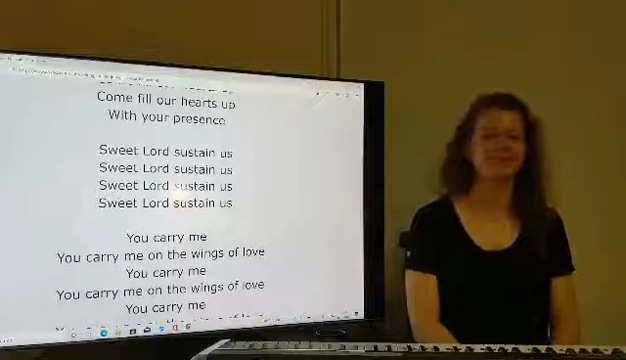 Come fill our hearts up
With your presence
Sweet Lord sustain us
Sweet Lord sustain us
Sweet Lord sustain us
Sweet Lord sustain us
You carry me
You carry me on the wings of love
You carry me
You carry me on the wings of love
You carry me